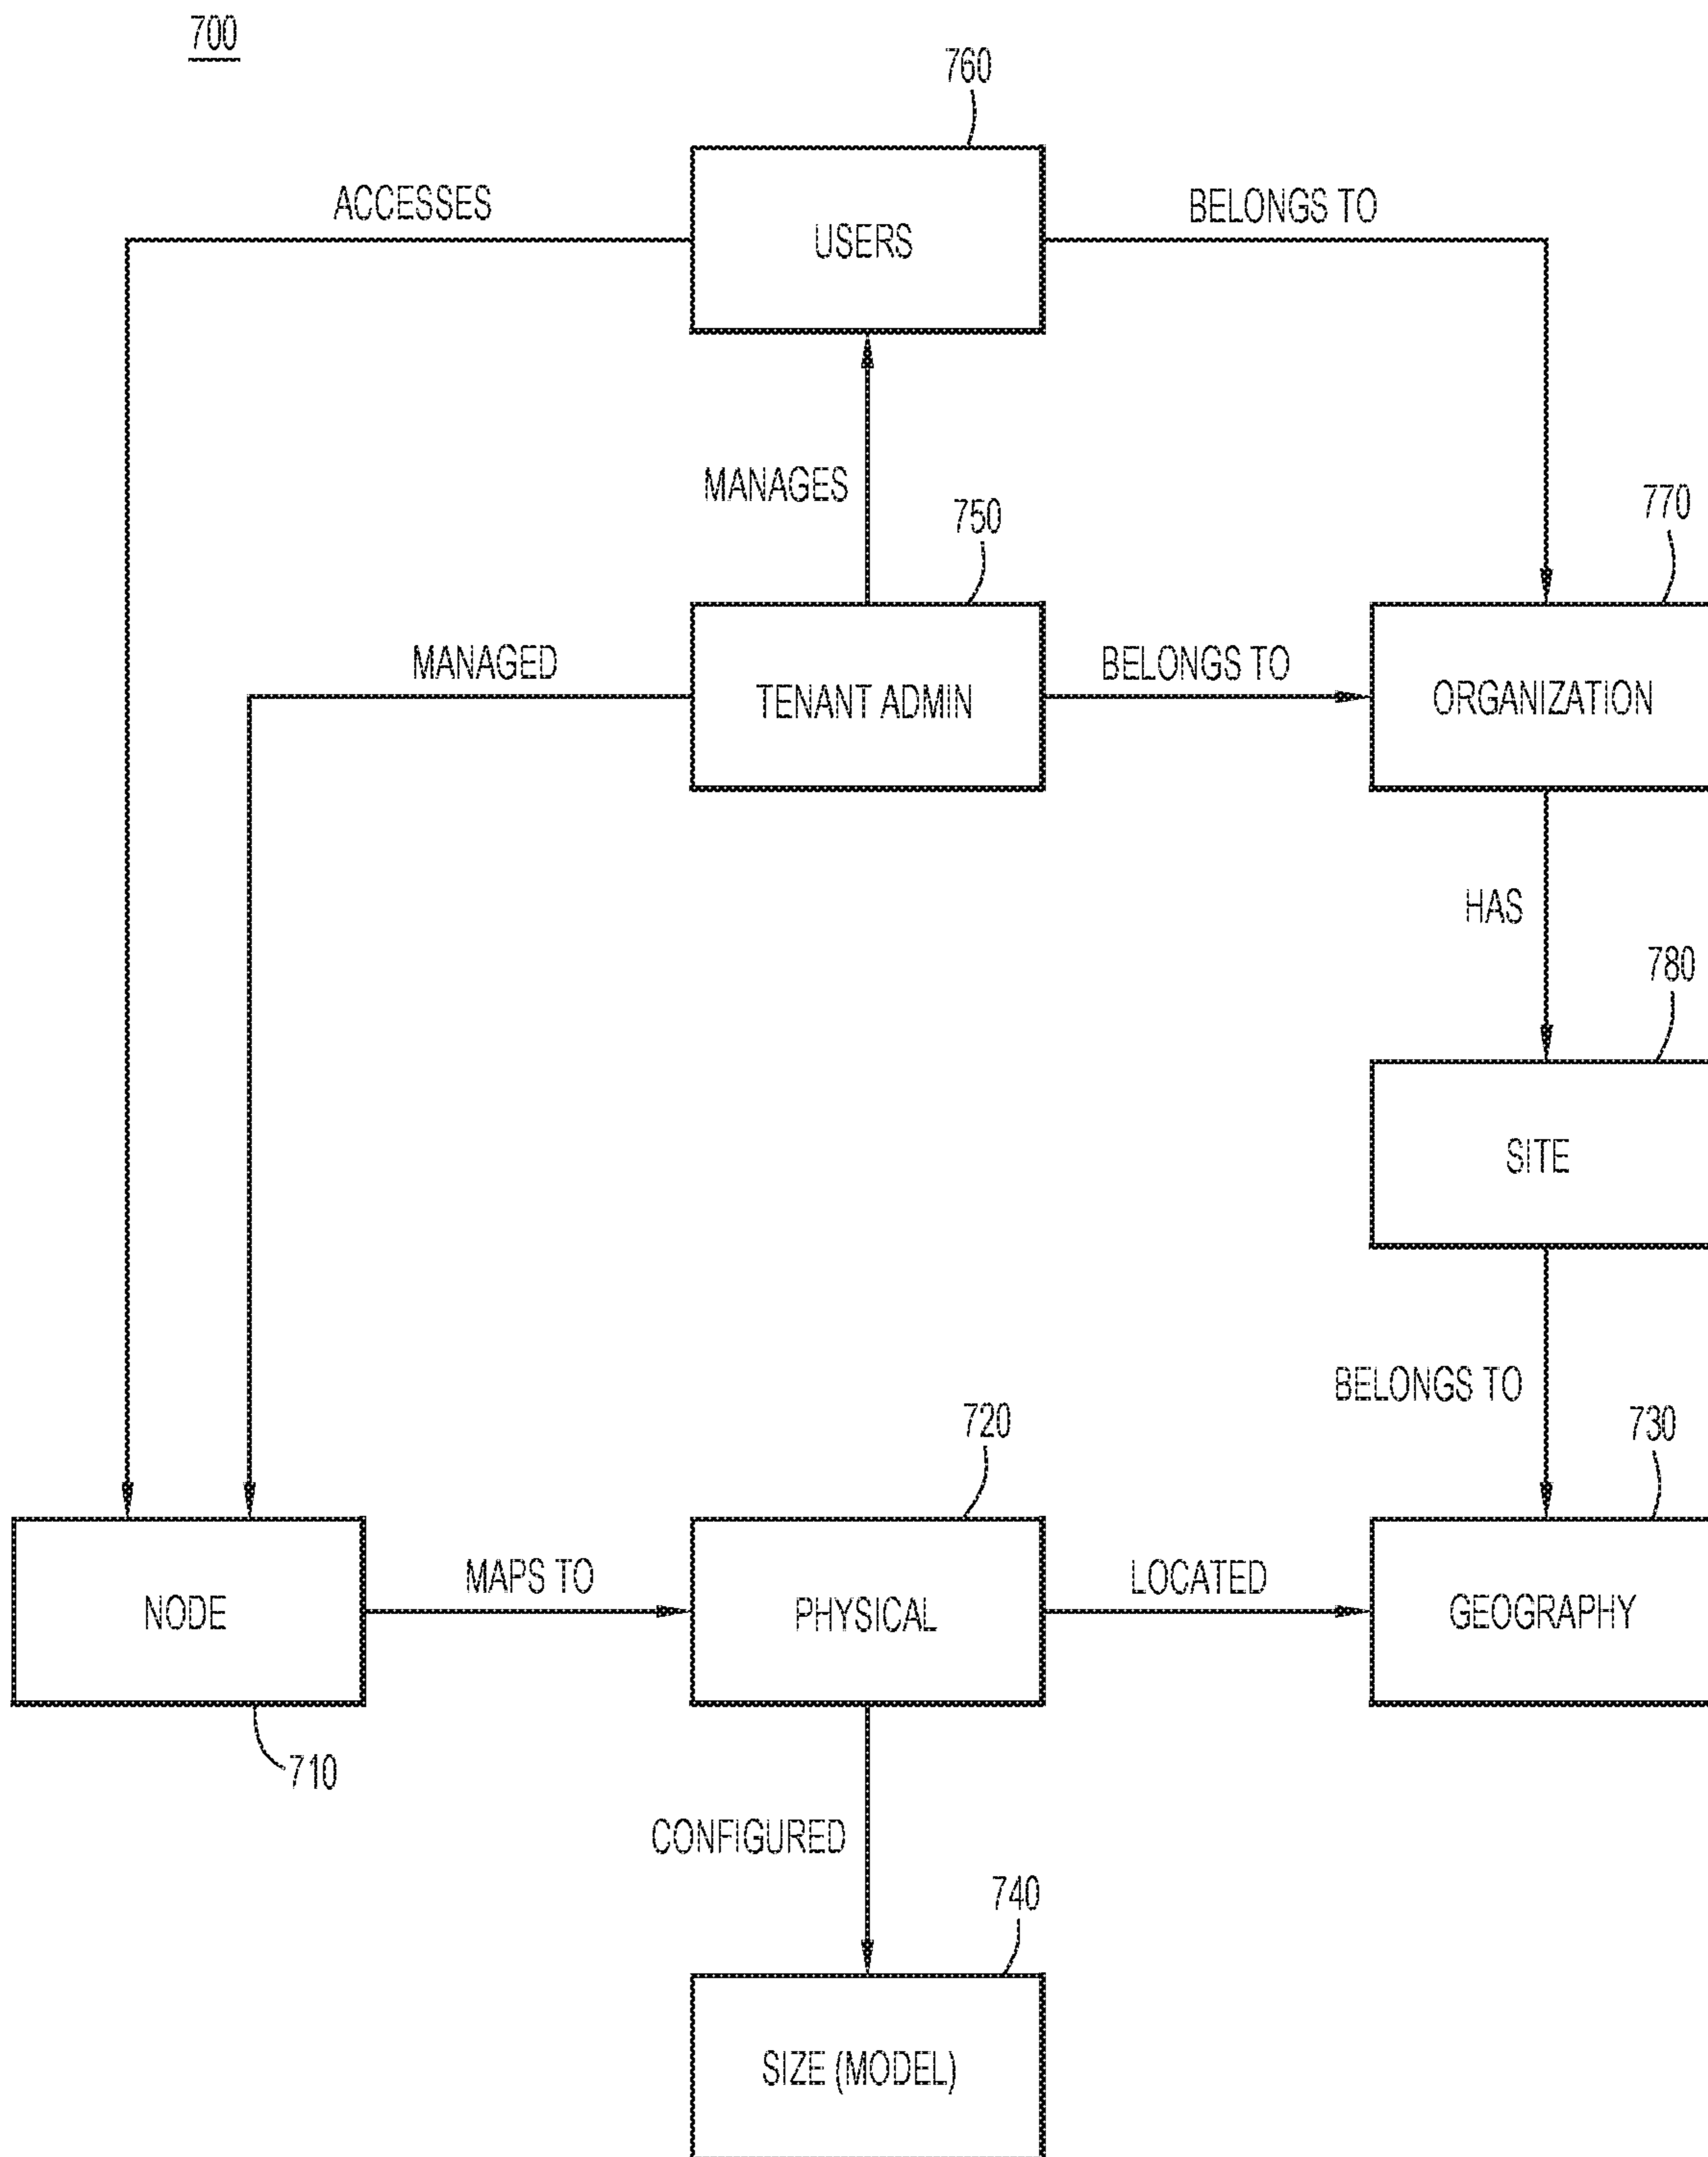 700
760
ACCESSES
BELONGS TO
USERS
MANAGES
750
770
MANAGED
BELONGS TO
TENANT ADMIN
ORGANIZATION
HAS
780
SITE
BELONGS TO
720
730
MAPS TO
LOCATED
NODE
PHYSICAL
GEOGRAPHY
710
CONFIGURED
740
SIZE (MODEL)